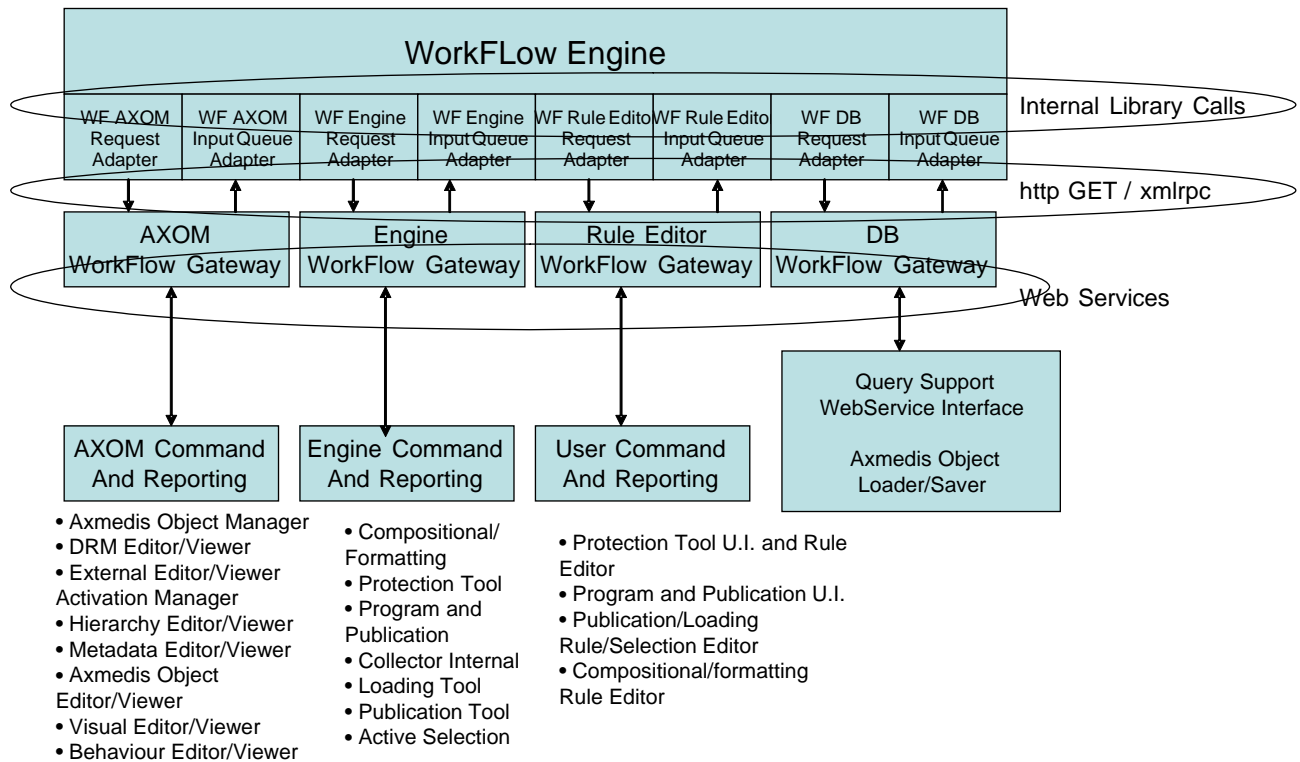 WorkFLow Engine
Internal Library Calls
WF AXOM
Request
Adapter
WF AXOM
Input Queue
Adapter
WF Engine
Request
Adapter
WF Engine
Input Queue
Adapter
WF Rule Editor
Request
Adapter
WF Rule Editor
Input Queue
Adapter
WF DB
Request
Adapter
WF DB
Input Queue
Adapter
http GET / xmlrpc
AXOM
WorkFlow Gateway
Engine
WorkFlow Gateway
Rule Editor
WorkFlow Gateway
DB
WorkFlow Gateway
Web Services
Query Support
WebService Interface
Axmedis Object
Loader/Saver
AXOM Command
And Reporting
Engine Command
And Reporting
User Command
And Reporting
• Axmedis Object Manager
• DRM Editor/Viewer
• External Editor/Viewer
Activation Manager
• Hierarchy Editor/Viewer
• Metadata Editor/Viewer
• Axmedis Object
Editor/Viewer
• Visual Editor/Viewer
• Behaviour Editor/Viewer
• Compositional/
Formatting
• Protection Tool
• Program and
Publication
• Collector Internal
• Loading Tool
• Publication Tool
• Active Selection
• Protection Tool U.I. and Rule
Editor
• Program and Publication U.I.
• Publication/Loading
Rule/Selection Editor
• Compositional/formatting
Rule Editor